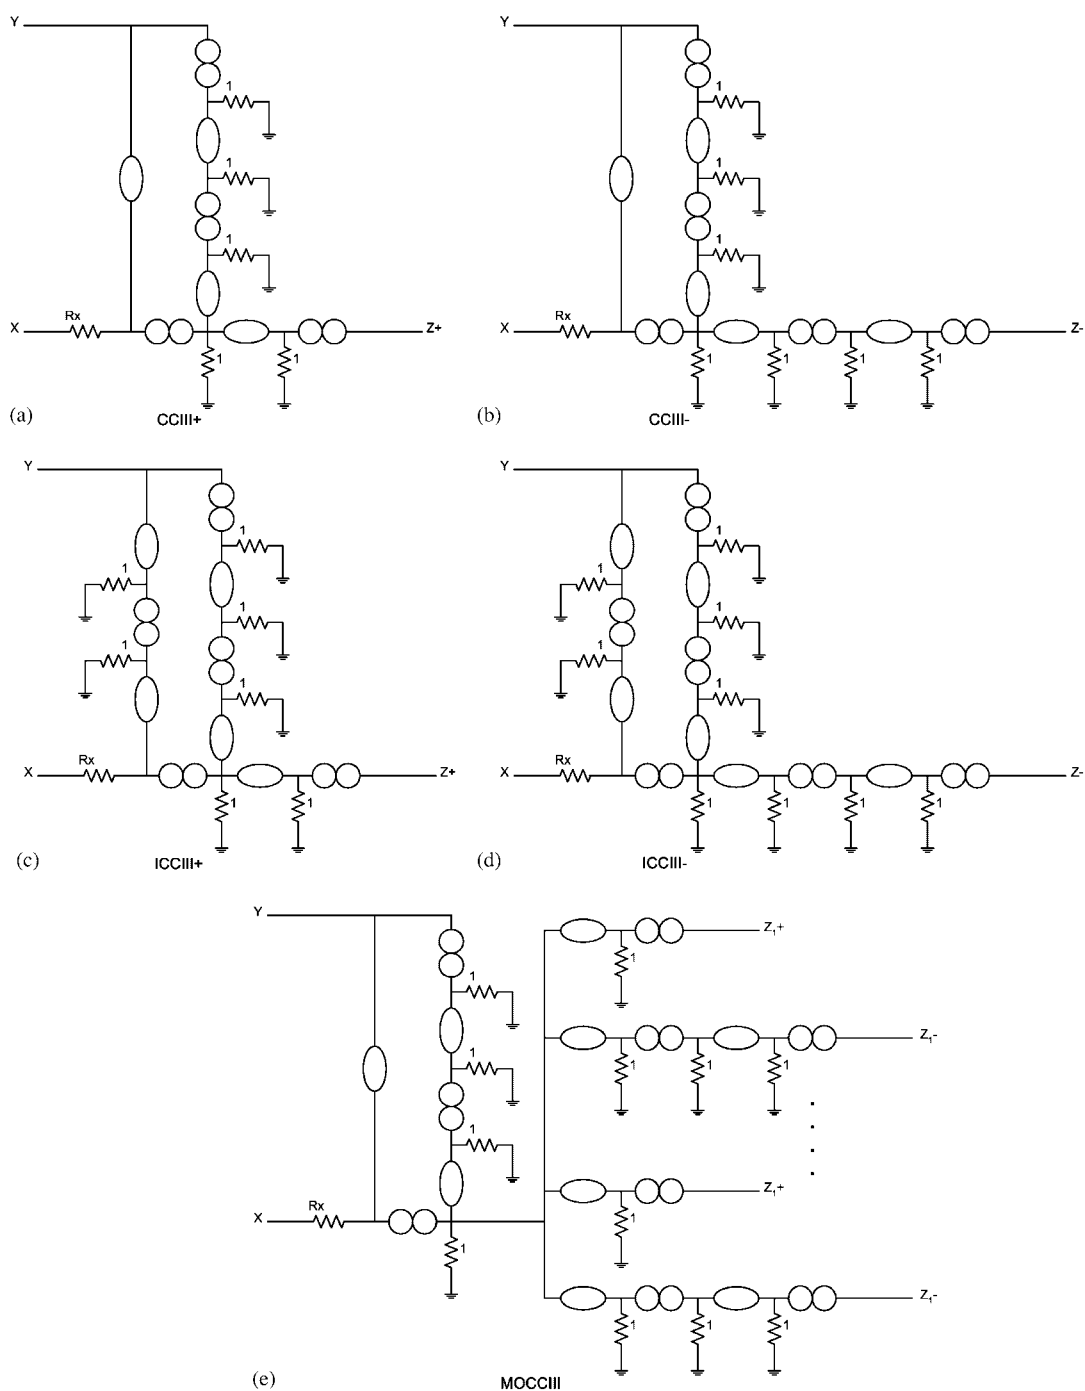 Y
1
1
1
Rx
X
Z+
1
1
(a)
CCIII+
Y
1
1
1
Rx
X
Z-
1
1
1
1
(b)
CCIII-
Y
1
1
1
1
1
Rx
X
Z+
1
1
(c)
ICCIII+
Y
1
1
1
1
1
Rx
X
Z-
1
1
1
1
(d)
ICCIII-
Y
Z₁+
1
1
1
1
Z₁-
1
1
1
Z₁+
Rx
X
1
1
Z₁-
1
1
1
(e)
MOCCIII